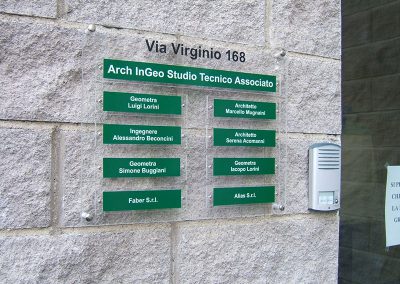 Via Virginio 168
Arch InGeo Studio Tecnico Associato
Geometra
Luigi Lorini
Architetto
Marcello Magnaini
Ingegnere
Alessandro Beconcini
Architetto
Serena Acomanni
Geometra
Simone Buggiani
Geometra
Iacopo Lorini
Faber S.r.l.
Alias S.r.l.